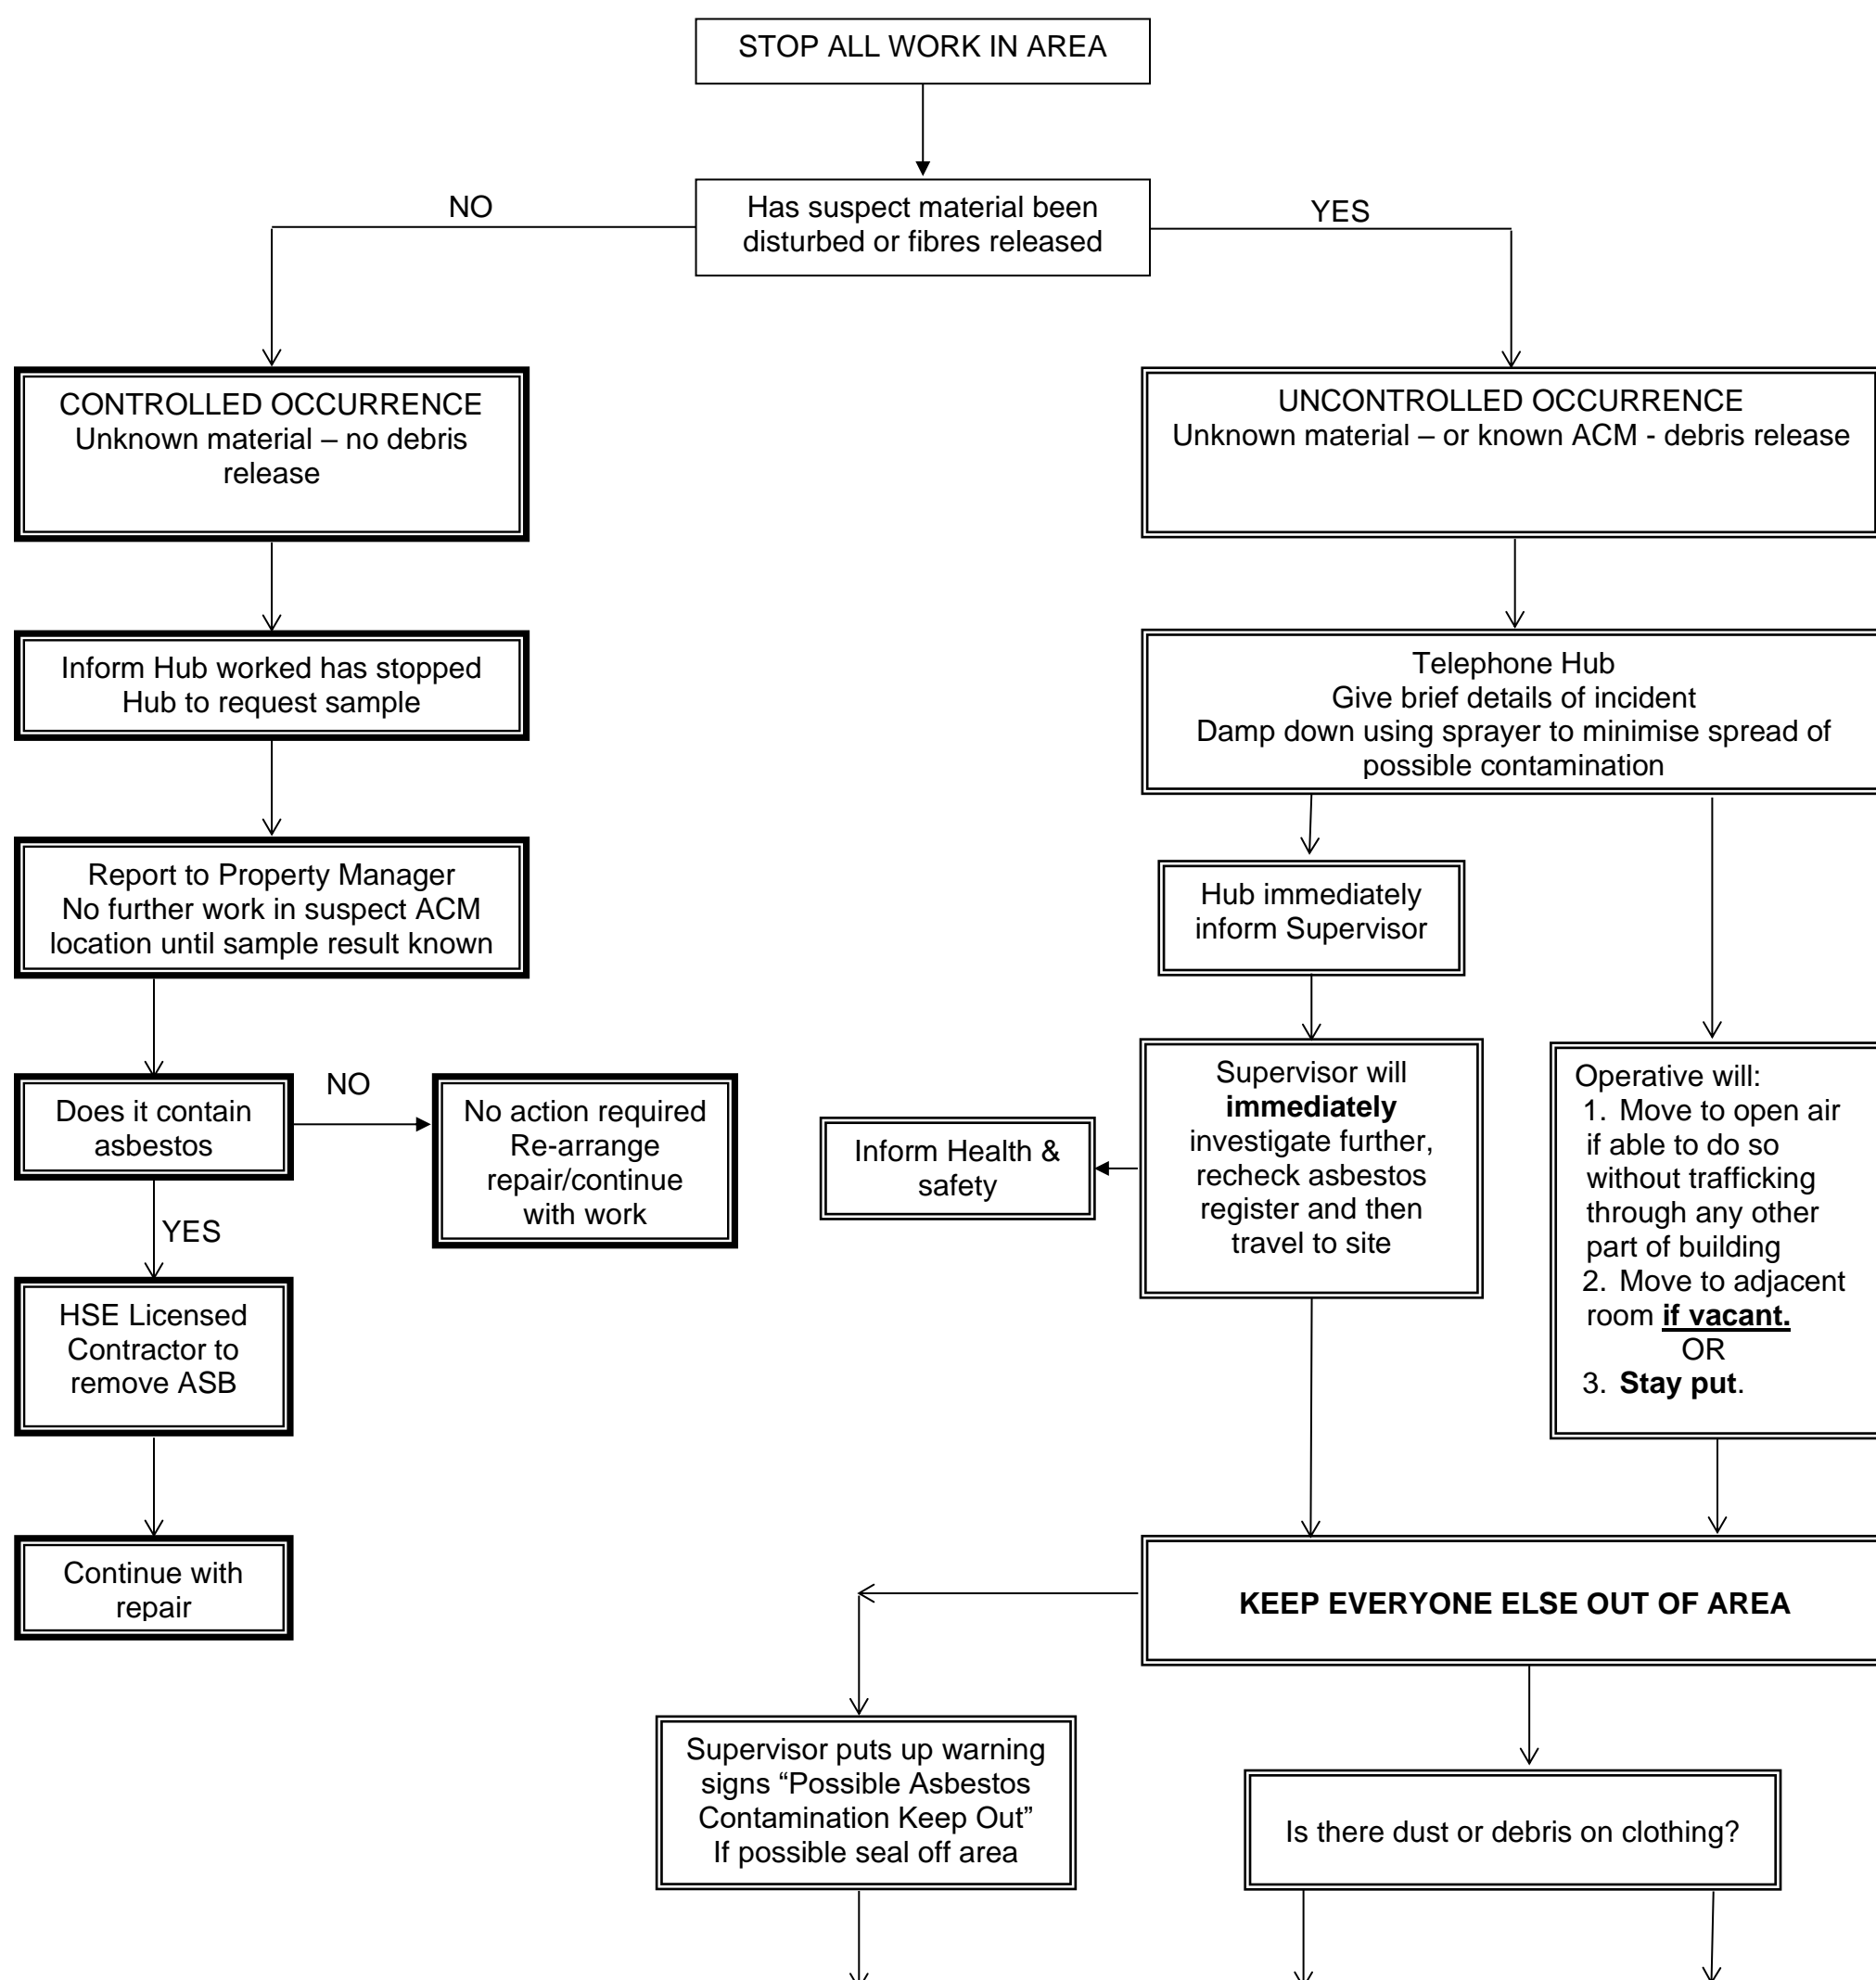 STOP ALL WORK IN AREA
NO
Has suspect material been
disturbed or fibres released
YES
CONTROLLED OCCURRENCE
Unknown material – no debris
release
UNCONTROLLED OCCURRENCE
Unknown material – or known ACM - debris release
Inform Hub worked has stopped
Hub to request sample
Telephone Hub
Give brief details of incident
Damp down using sprayer to minimise spread of
possible contamination
Report to Property Manager
No further work in suspect ACM
location until sample result known
Hub immediately
inform Supervisor
Does it contain
asbestos
NO
No action required
Re-arrange
repair/continue
with work
YES
Inform Health &
safety
Supervisor will
immediately
investigate further,
recheck asbestos
register and then
travel to site
Operative will:
1. Move to open air
if able to do so
without trafficking
through any other
part of building
2. Move to adjacent
room if vacant.
OR
3. Stay put.
HSE Licensed
Contractor to
remove ASB
Continue with
repair
KEEP EVERYONE ELSE OUT OF AREA
Supervisor puts up warning
signs “Possible Asbestos
Contamination Keep Out”
If possible seal off area
Is there dust or debris on clothing?